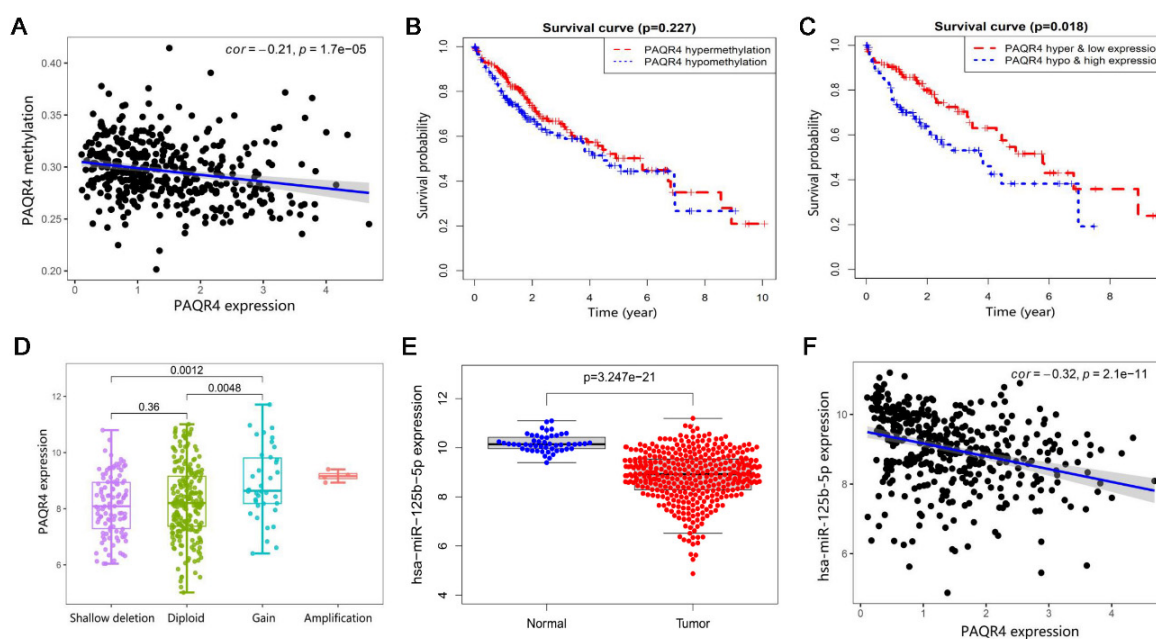 A
cor = −0.21, p = 1.7e−05
PAQR4 methylation
0.40
0.35
0.30
0.25
0.20
0 1 2 3 4
PAQR4 expression
B
Survival curve (p=0.227)
PAQR4 hypermethylation
PAQR4 hypomethylation
Survival probability
1.0
0.8
0.6
0.4
0.2
0.0
0 2 4 6 8 10
Time (year)
C
Survival curve (p=0.018)
PAQR4 hyper & low expression
PAQR4 hypo & high expression
Survival probability
1.0
0.8
0.6
0.4
0.2
0.0
0 2 4 6 8
Time (year)
D
0.0012
0.0048
0.36
PAQR4 expression
12
10
8
6
Shallow deletion Diploid Gain Amplification
E
p=3.247e−21
hsa−miR−125b−5p expression
12
10
8
6
4
Normal Tumor
F
cor = −0.32, p = 2.1e−11
hsa-miR-125b-5p expression
10
8
6
0 1 2 3 4
PAQR4 expression